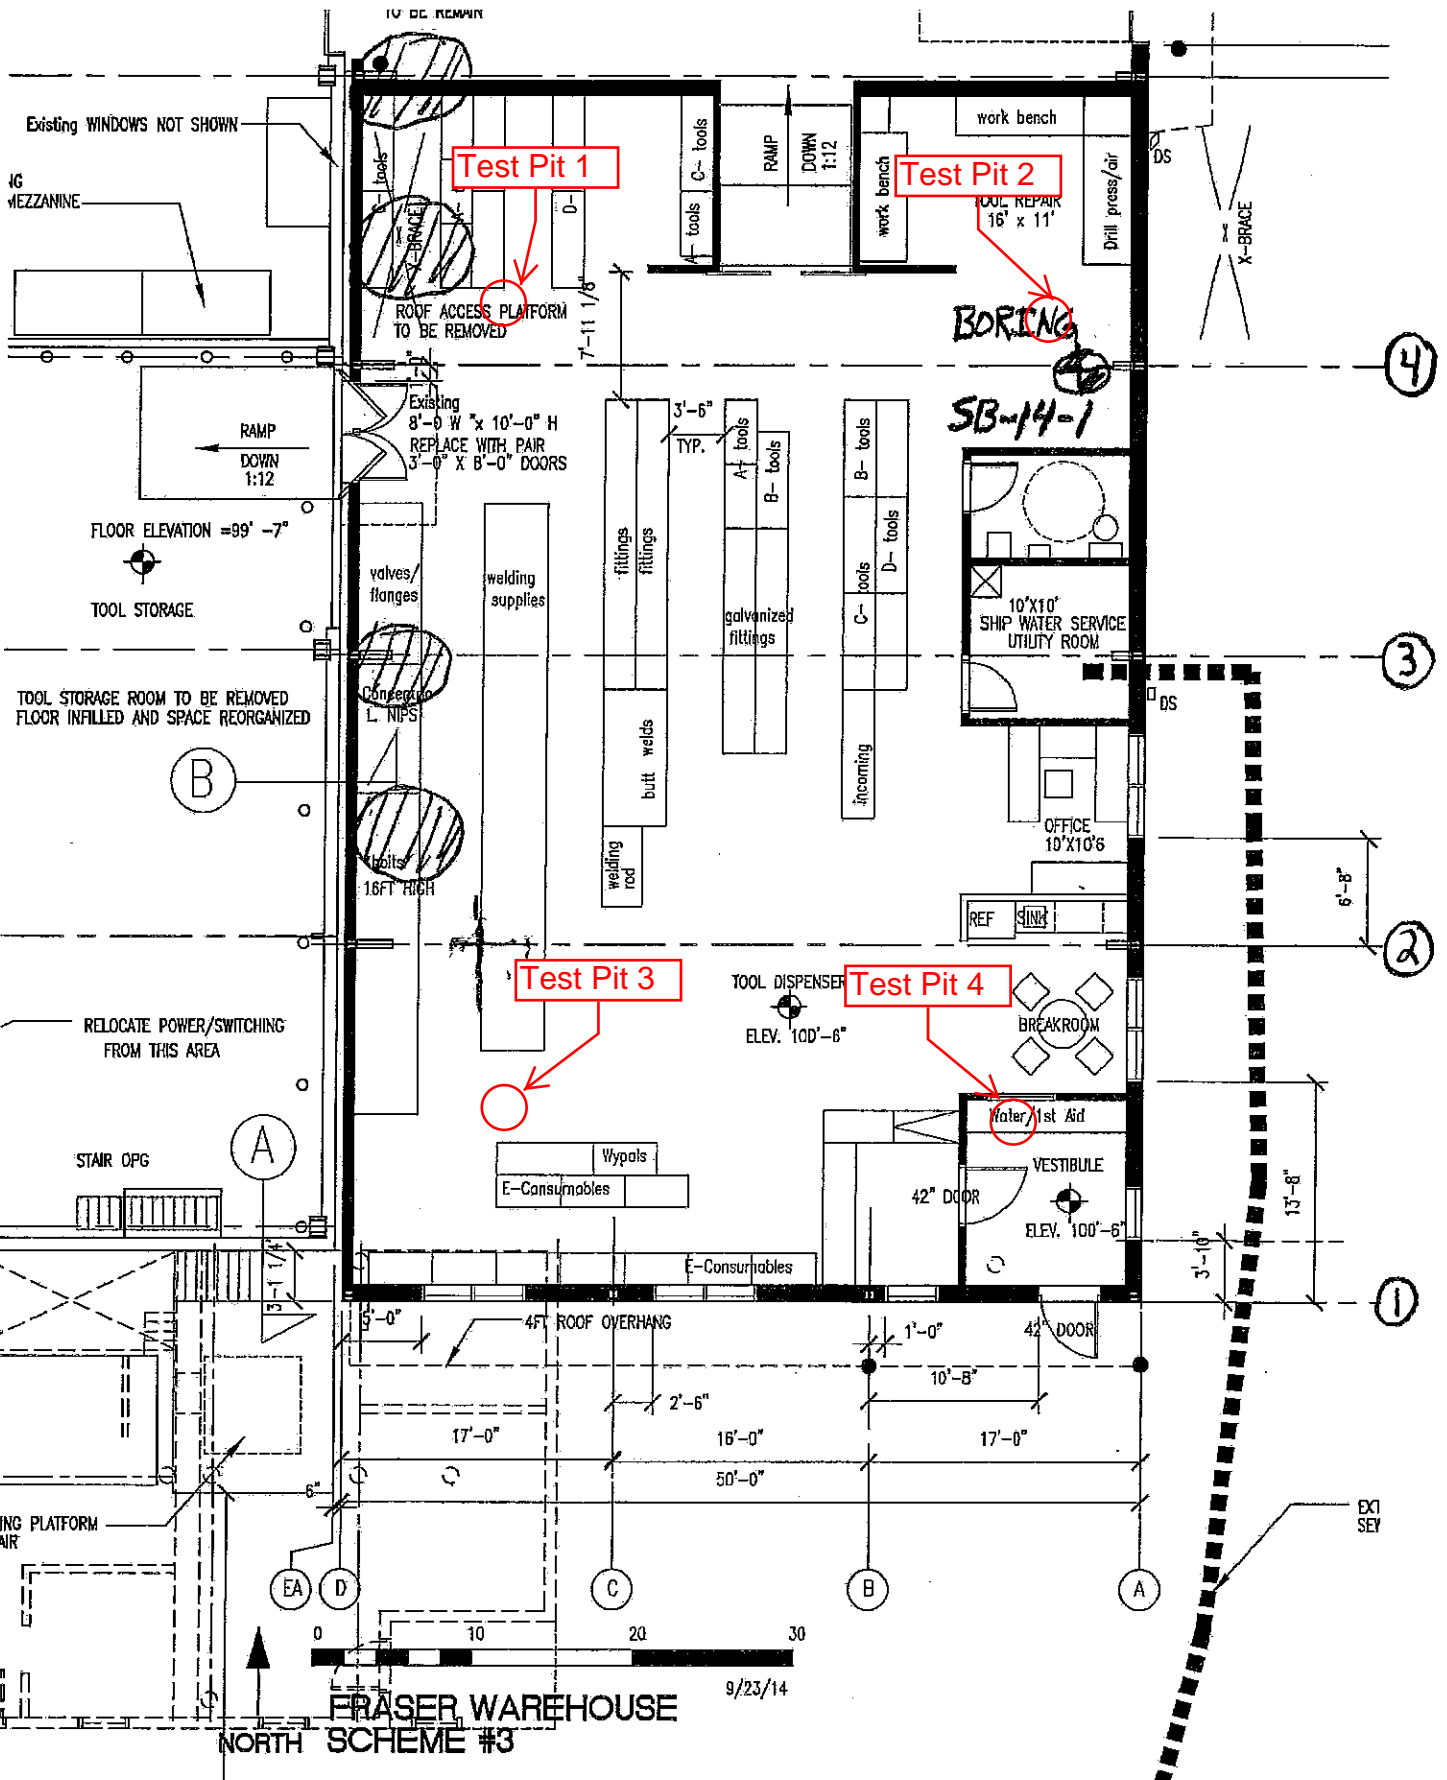 TO BE REMAIN
Existing WINDOWS NOT SHOWN
MEZZANINE
tools
X-BRACE
Test Pit 1
D-
C- tools
A- tools
RAMP
DOWN
1:12
work bench
work bench
Test Pit 2
TOOL REPAIR
16' x 11'
Drill press/air
DS
X-BRACE
ROOF ACCESS PLATFORM
TO BE REMOVED
7'-11 1/8"
BORING
SB-14-1
4
RAMP
DOWN
1:12
Existing
8'-0 W "x 10'-0" H
REPLACE WITH PAIR
3'-0" X 8'-0" DOORS
3'-6"
TYP.
A- tools
B- tools
B- tools
FLOOR ELEVATION =99' -7"
TOOL STORAGE
valves/
flanges
welding
supplies
fittings
fittings
galvanized
fittings
C- tools
D- tools
10'X10'
SHIP WATER SERVICE
UTILITY ROOM
3
TOOL STORAGE ROOM TO BE REMOVED
FLOOR INFILLED AND SPACE REORGANIZED
L. NIPS
DS
B
butt welds
incoming
OFFICE
10'X10'6
bolts
16FT HIGH
welding
rod
6'-8"
REF
SINK
2
Test Pit 3
TOOL DISPENSER
ELEV. 100'-6"
Test Pit 4
BREAKROOM
RELOCATE POWER/SWITCHING
FROM THIS AREA
Water/1st Aid
A
STAIR OPG
Wypals
E-Consumables
42" DOOR
VESTIBULE
ELEV. 100'-6"
13'-8"
3'-10"
3'-1 1/4"
E-Consumables
1
5'-0"
4FT ROOF OVERHANG
1'-0"
42" DOOR
10'-8"
2'-6"
17'-0"
16'-0"
17'-0"
50'-0"
6"
ING PLATFORM
AIR
EXT
SEW
EA
D
C
B
A
0
10
20
30
9/23/14
FRASER WAREHOUSE
NORTH
SCHEME #3